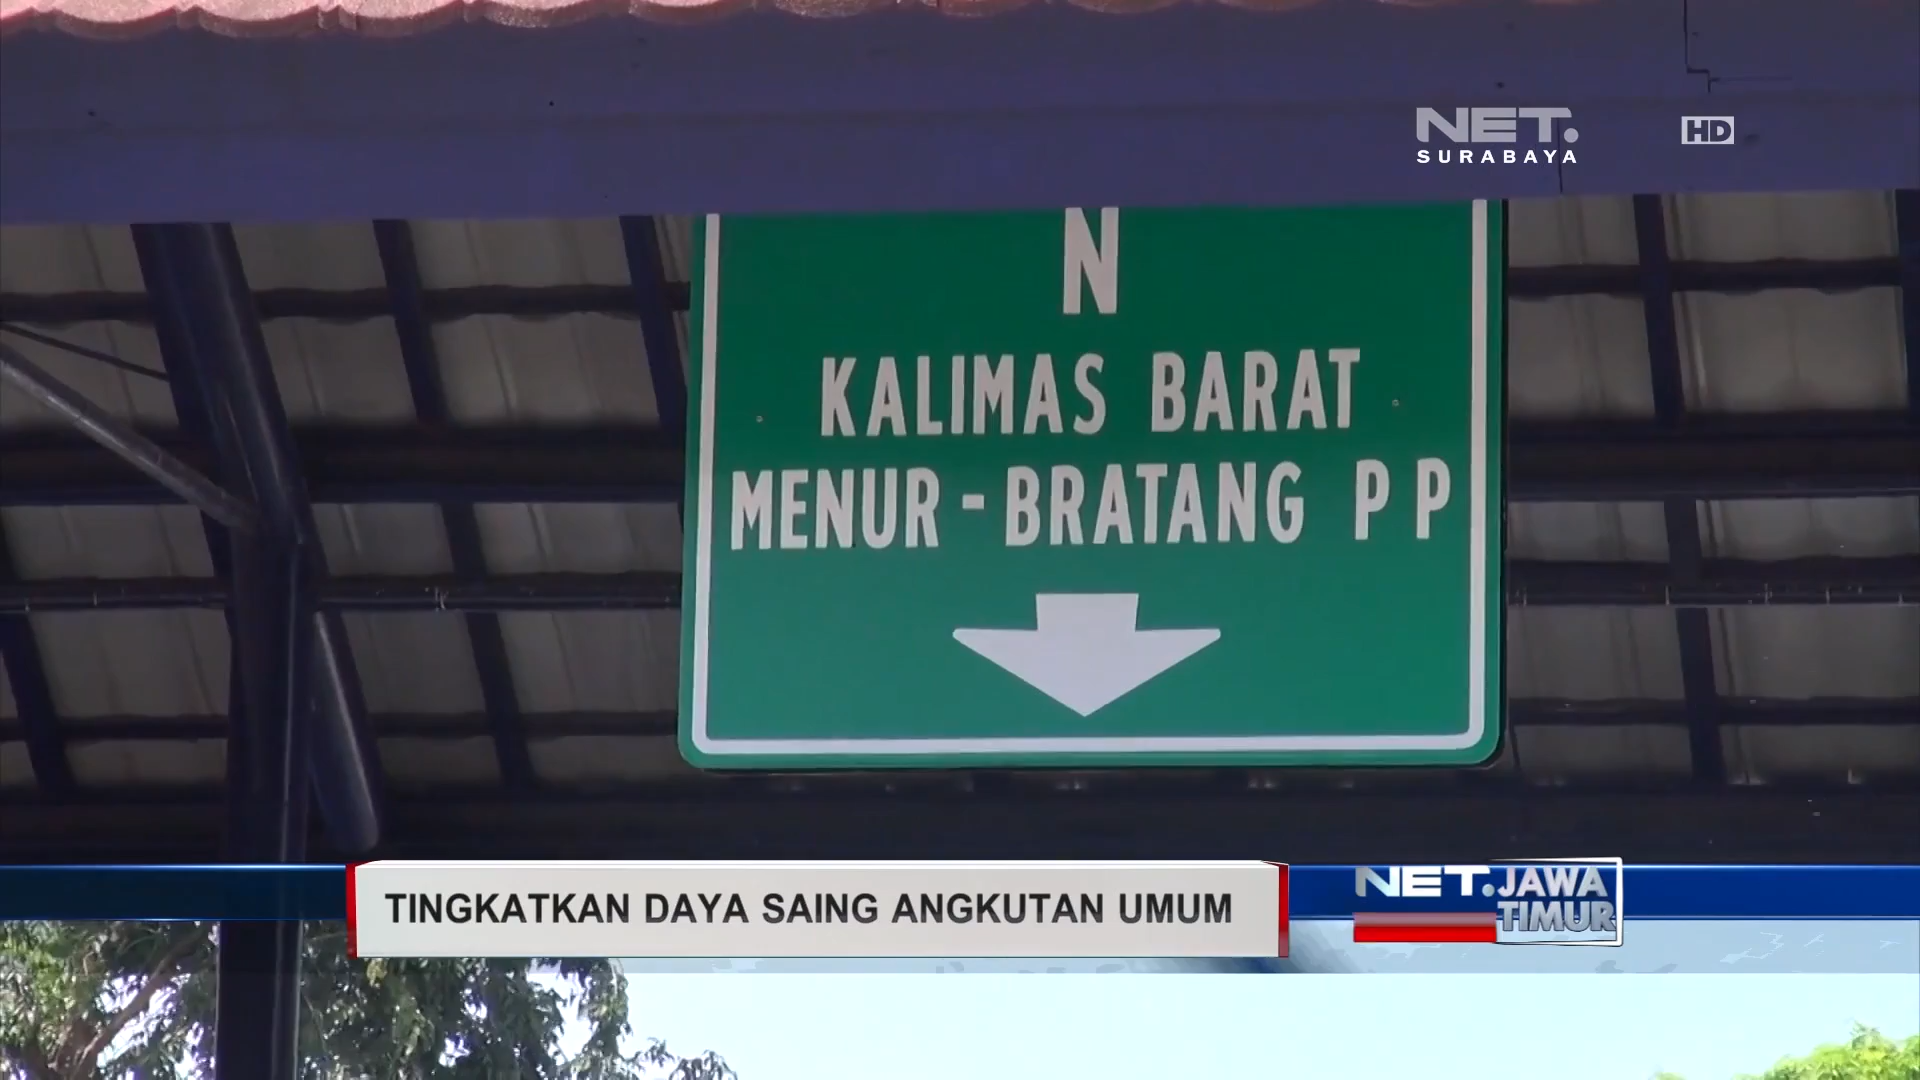 NET.
SURABAYA
HD
N
KALIMAS BARAT
MENUR - BRATANG P P
TINGKATKAN DAYA SAING ANGKUTAN UMUM
NET. JAWA
TIMUR